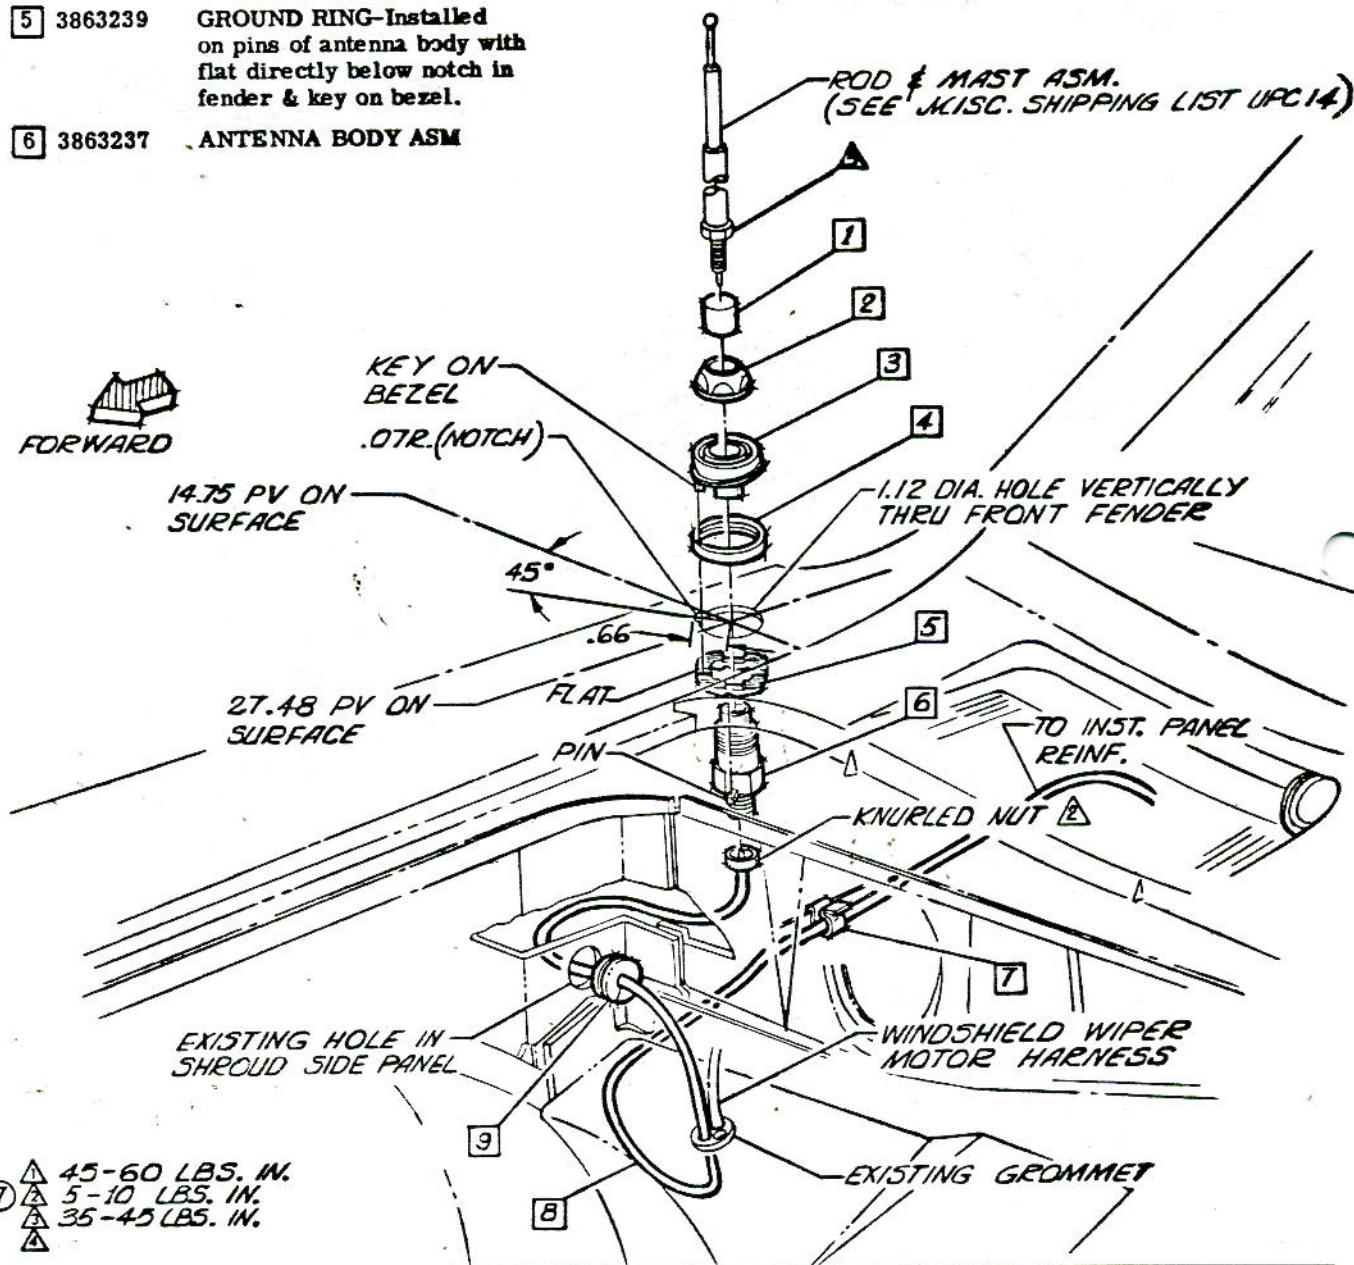 5 3863239 GROUND RING-Installed
on pins of antenna body with
flat directly below notch in
fender & key on bezel.
6 3863237 ANTENNA BODY ASM
ROD & MAST ASM.
(SEE MISC. SHIPPING LIST UPC 14)
1
2
KEY ON
BEZEL
3
.07R.(NOTCH)
4
FORWARD
14.75 PV ON
SURFACE
1.12 DIA. HOLE VERTICALLY
THRU FRONT FENDER
45°
.66
5
27.48 PV ON
SURFACE
FLAT
6
PIN
TO INST. PANEL
REINF.
KNURLED NUT 2
7
EXISTING HOLE IN
SHROUD SIDE PANEL
WINDSHIELD WIPER
MOTOR HARNESS
9
EXISTING GROMMET
8
1 45-60 LBS. IN.
2 5-10 LBS. IN.
3 35-45 LBS. IN.
4